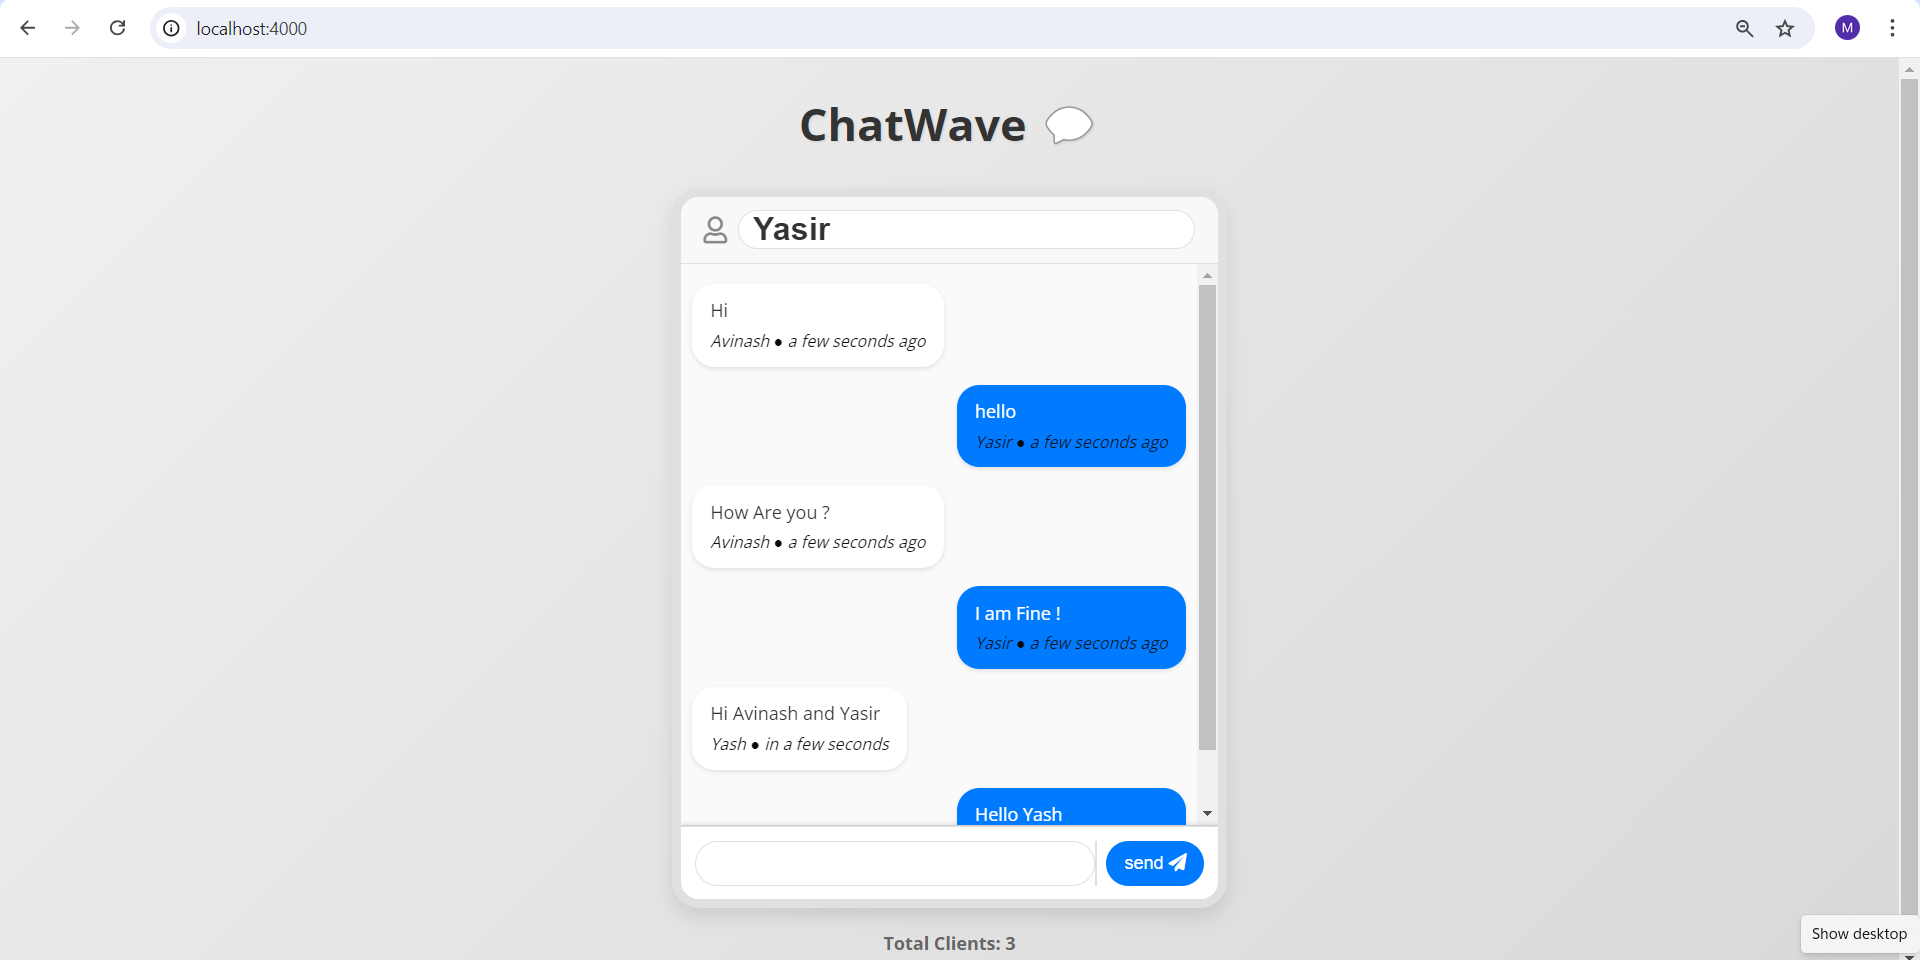 localhost:4000
M
ChatWave
Yasir
Hi
Avinash ● a few seconds ago
hello
Yasir ● a few seconds ago
How Are you ?
Avinash ● a few seconds ago
I am Fine !
Yasir ● a few seconds ago
Hi Avinash and Yasir
Yash ● in a few seconds
Hello Yash
send
Total Clients: 3
Show desktop